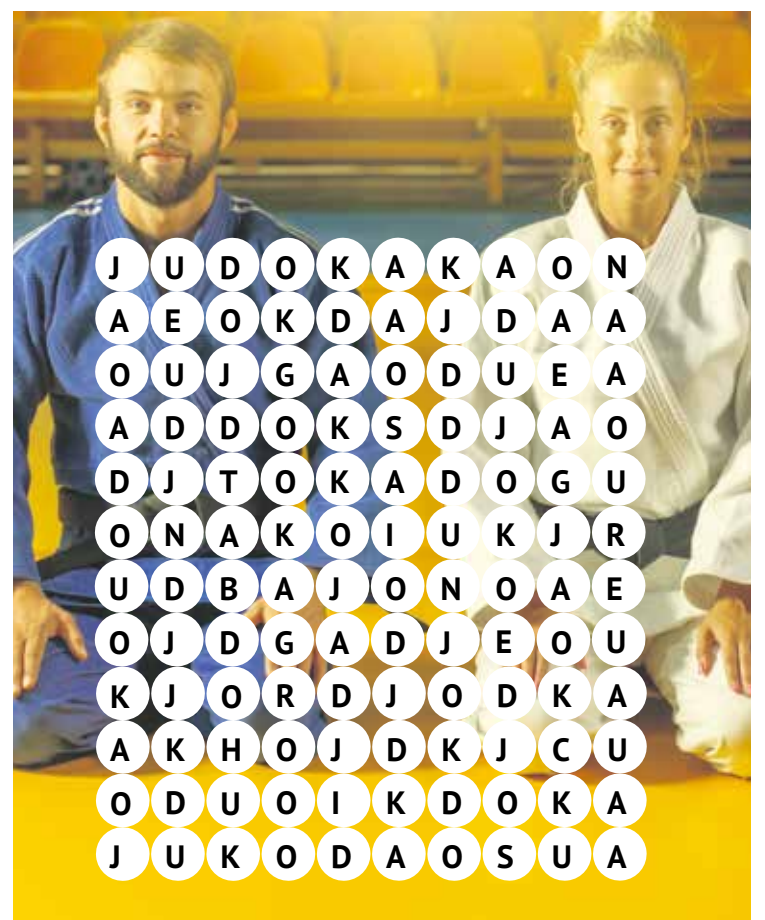 J U D O K A K A O N
A E O K D A J D A A
O U J G A O D U E A
A D D O K S D J A O
D J T O K A D O G U
O N A K O I U K J R
U D B A J O N O A E
O J D G A D J E O U
K J O R D J O D K A
A K H O J D K J C U
O D U O I K D O K A
J U K O D A O S U A